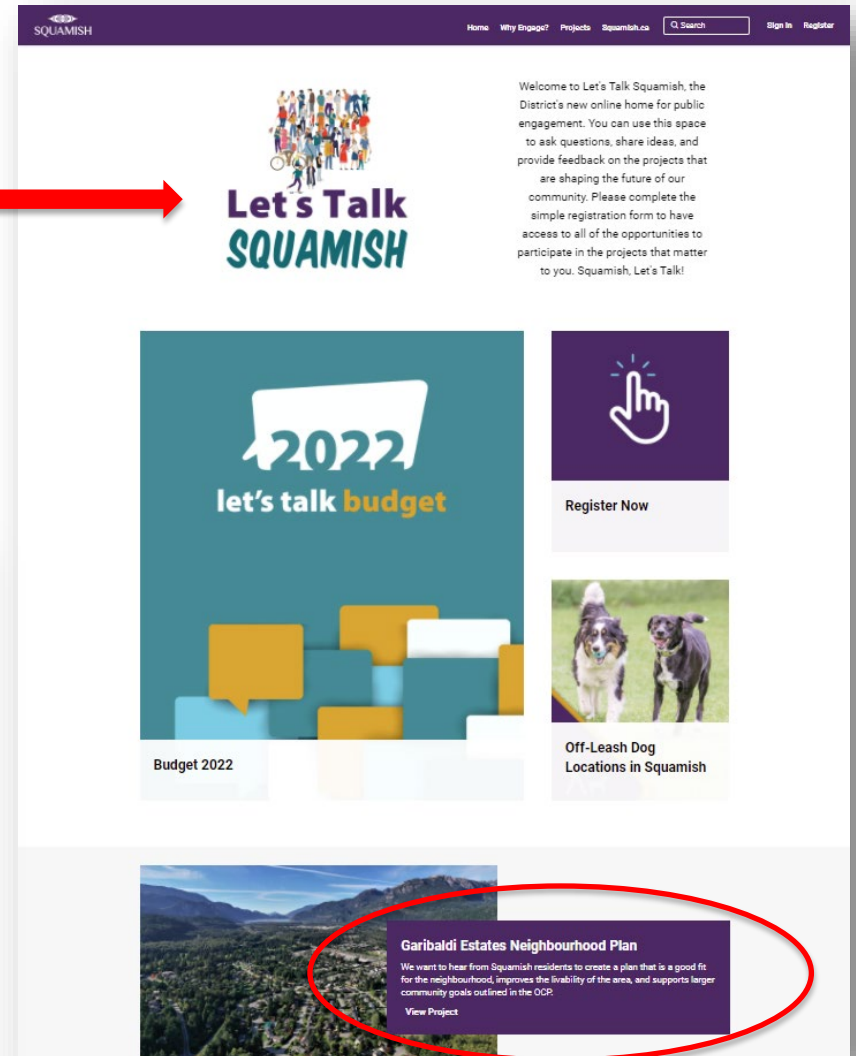 SQUAMISH
Home Why Engage? Projects Squamish.ca Search Sign In Register
Let's Talk
SQUAMISH
Welcome to Let's Talk Squamish, the
District's new online home for public
engagement. You can use this space
to ask questions, share ideas, and
provide feedback on the projects that
are shaping the future of our
community. Please complete the
simple registration form to have
access to all of the opportunities to
participate in the projects that matter
to you. Squamish, Let's Talk!
2022
let's talk budget
Budget 2022
Register Now
Off-Leash Dog
Locations in Squamish
Garibaldi Estates Neighbourhood Plan
We want to hear from Squamish residents to create a plan that is a good fit
for the neighbourhood, improves the livability of the area, and supports larger
community goals outlined in the OCP.
View Project